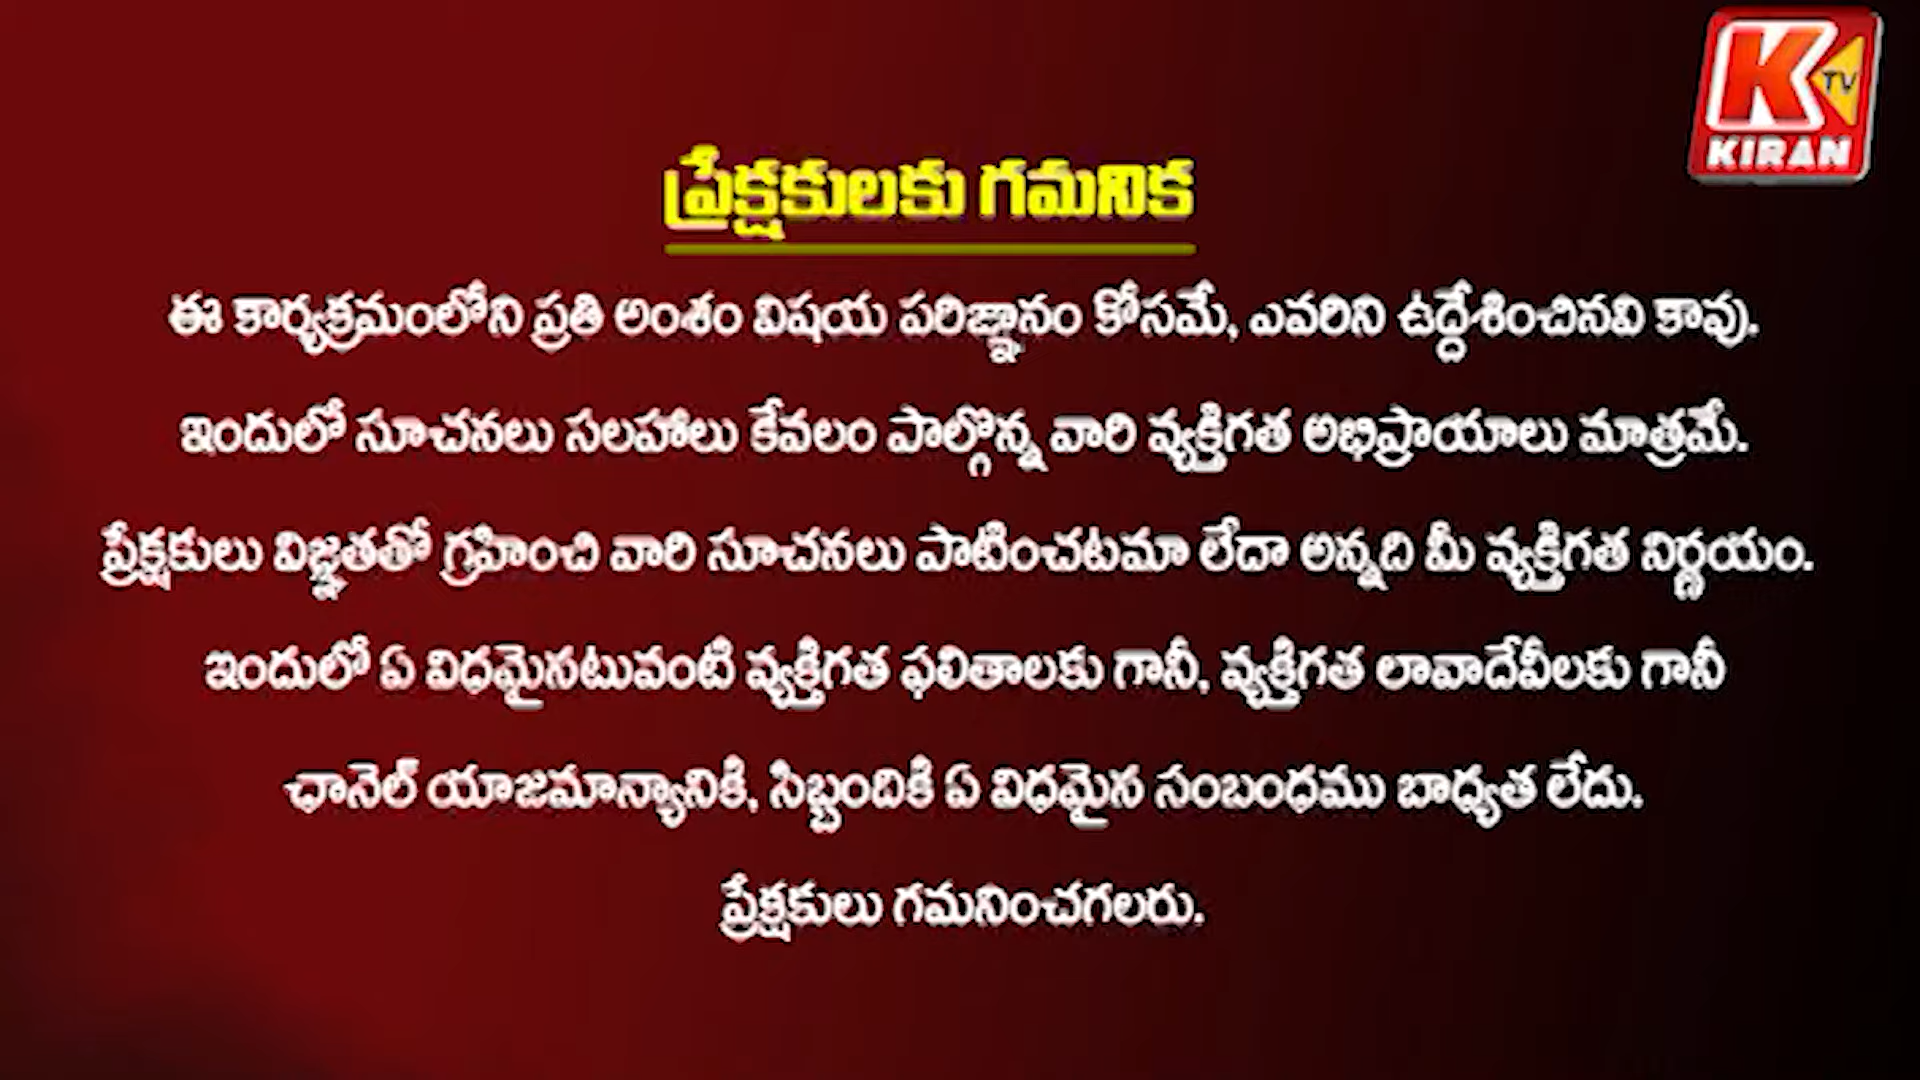 K TV
KIRAN
ప్రేక్షకులకు గమనిక
ఈ కార్యక్రమంలోని ప్రతి అంశం విషయ పరిజ్ఞానం కోసమే, ఎవరిని ఉద్దేశించినవి కావు.
ఇందులో సూచనలు సలహాలు కేవలం పాల్గొన్న వారి వ్యక్తిగత అభిప్రాయాలు మాత్రమే.
ప్రేక్షకులు విజ్ఞతతో గ్రహించి వారి సూచనలు పాటించటమా లేదా అన్నది మీ వ్యక్తిగత నిర్ణయం.
ఇందులో ఏ విధమైనటువంటి వ్యక్తిగత ఫలితాలకు గానీ, వ్యక్తిగత లావాదేవీలకు గానీ
ఛానెల్ యాజమాన్యానికి, సిబ్బందికి ఏ విధమైన సంబంధము బాధ్యత లేదు.
ప్రేక్షకులు గమనించగలరు.